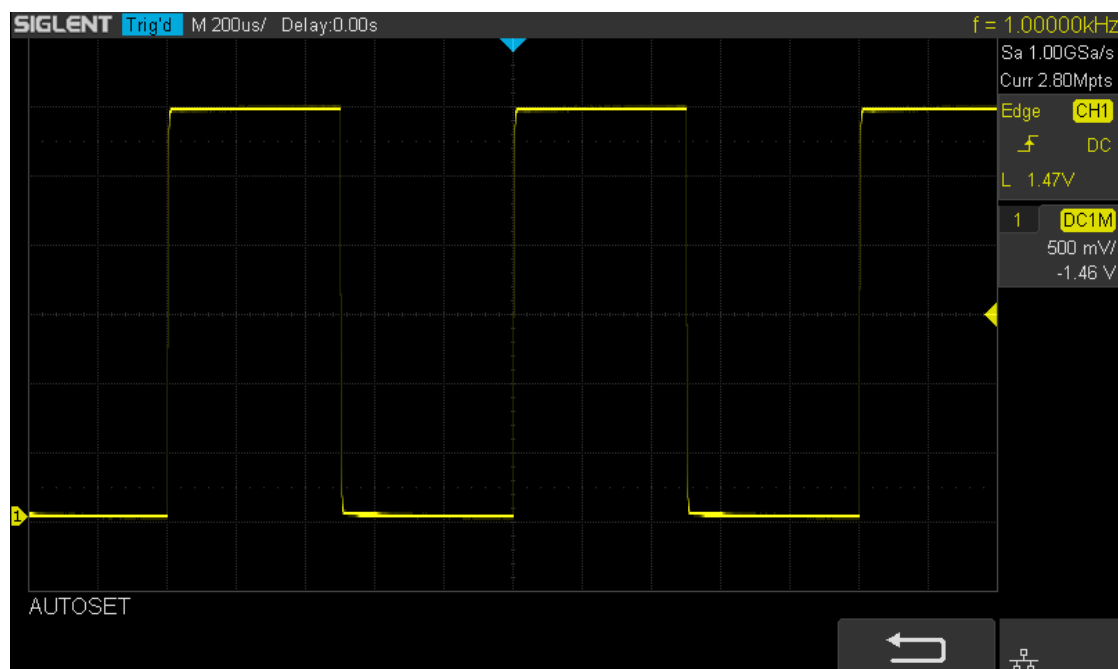 SIGLENT Trig'd M 200us/ Delay:0.00s f = 1.00000kHz
Sa 1.00GSa/s
Curr 2.80Mpts
Edge CH1
DC
L 1.47V
1 DC1M
500 mV/
-1.46 V
1
AUTOSET